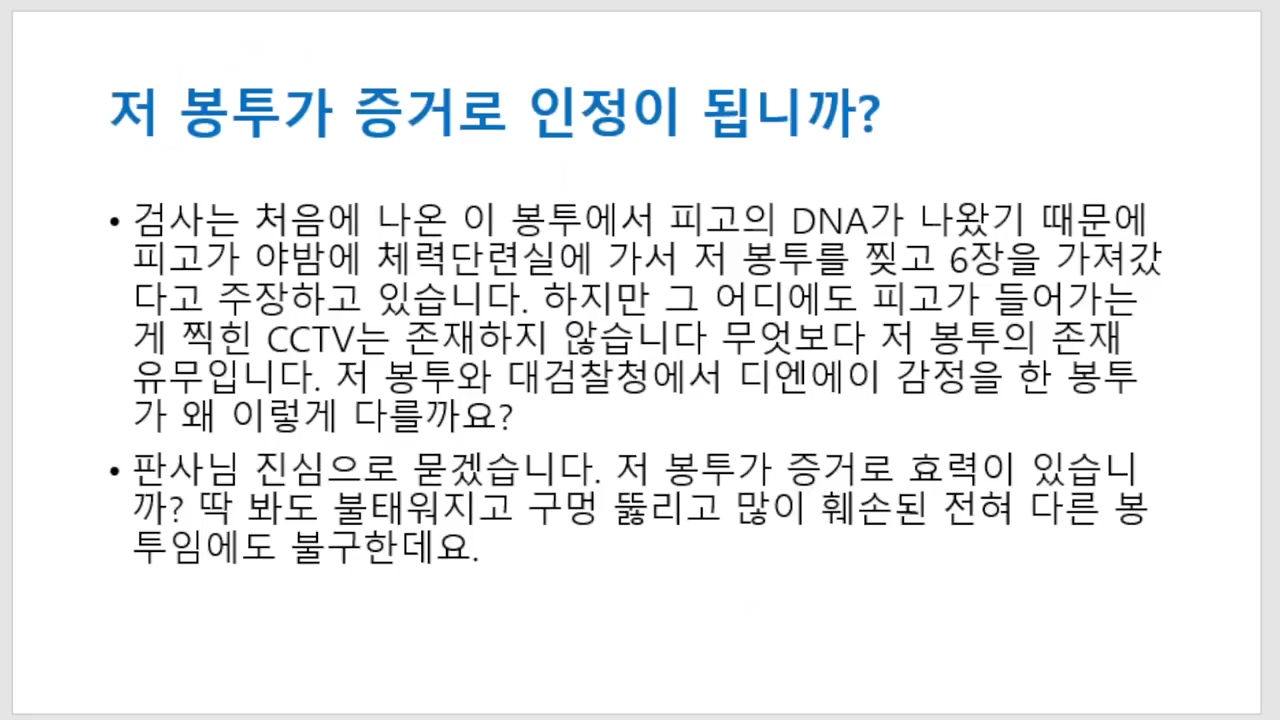 저 봉투가 증거로 인정이 됩니까?
• 검사는 처음에 나온 이 봉투에서 피고의 DNA가 나왔기 때문에
피고가 야밤에 체력단련실에 가서 저 봉투를 찢고 6장을 가져갔
다고 주장하고 있습니다. 하지만 그 어디에도 피고가 들어가는
게 찍힌 CCTV는 존재하지 않습니다 무엇보다 저 봉투의 존재
유무입니다. 저 봉투와 대검찰청에서 디엔에이 감정을 한 봉투
가 왜 이렇게 다를까요?
• 판사님 진심으로 묻겠습니다. 저 봉투가 증거로 효력이 있습니
까? 딱 봐도 불태워지고 구멍 뚫리고 많이 훼손된 전혀 다른 봉
투임에도 불구한데요.